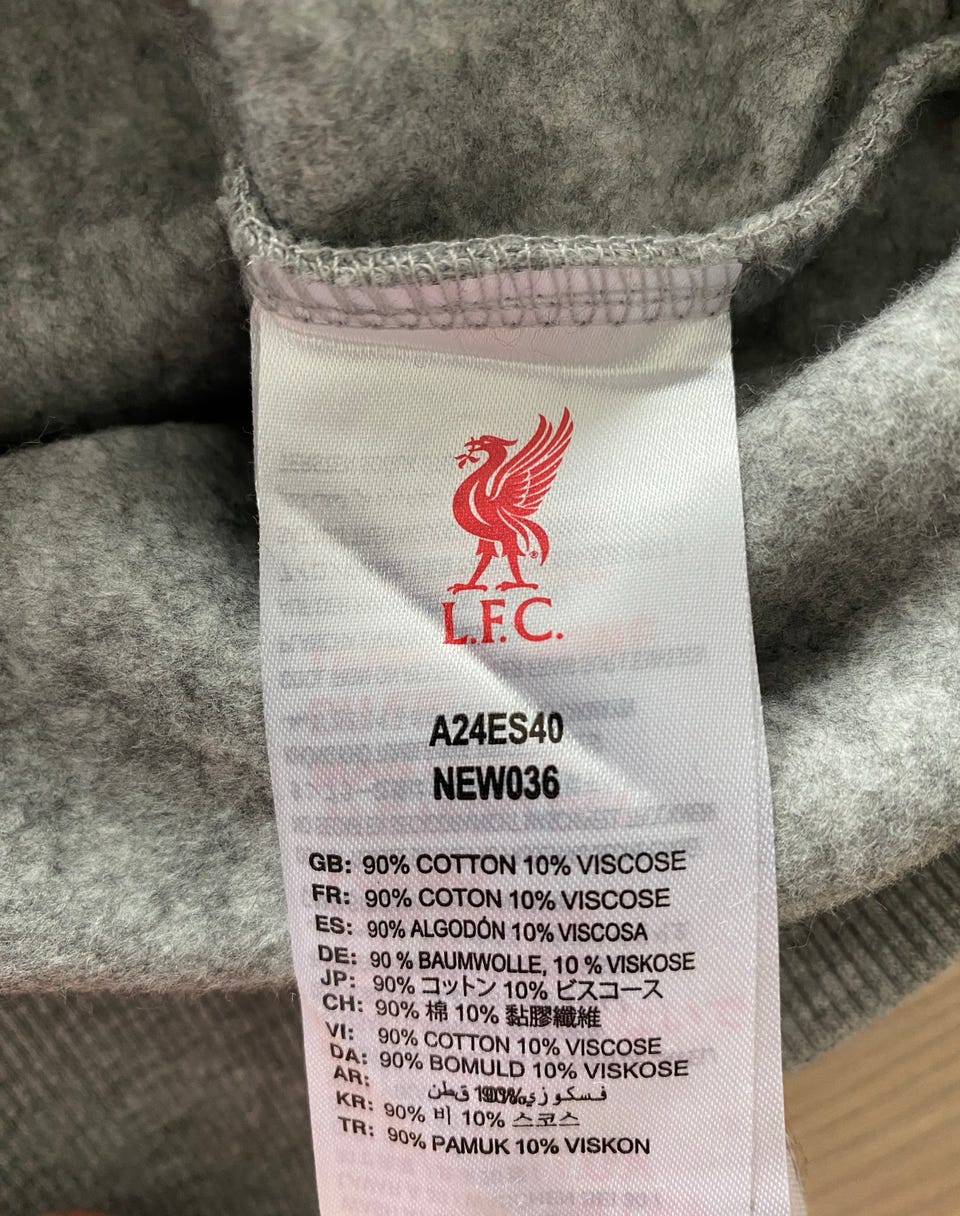 L.F.C.
A24ES40
NEW036
GB: 90% COTTON 10% VISCOSE
FR: 90% COTON 10% VISCOSE
ES: 90% ALGODÓN 10% VISCOSA
DE: 90 % BAUMWOLLE, 10 % VISKOSE
JP: 90% コットン 10% ビスコース
CH: 90% 棉 10% 黏膠纖維
VI: 90% COTTON 10% VISCOSE
DA: 90% BOMULD 10% VISKOSE
AR: قطن فسكوزي
KR: 90% 비 10% 스코스
TR: 90% PAMUK 10% VISKON